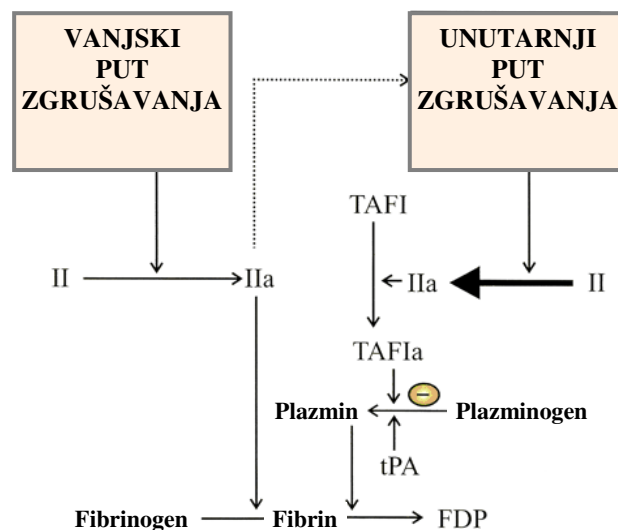 VANJSKI
PUT
ZGRUŠAVANJA
UNUTARNJI
PUT
ZGRUŠAVANJA
TAFI
II
IIa
IIa
II
TAFIa
−
Plazmin
Plazminogen
tPA
Fibrinogen
Fibrin
FDP